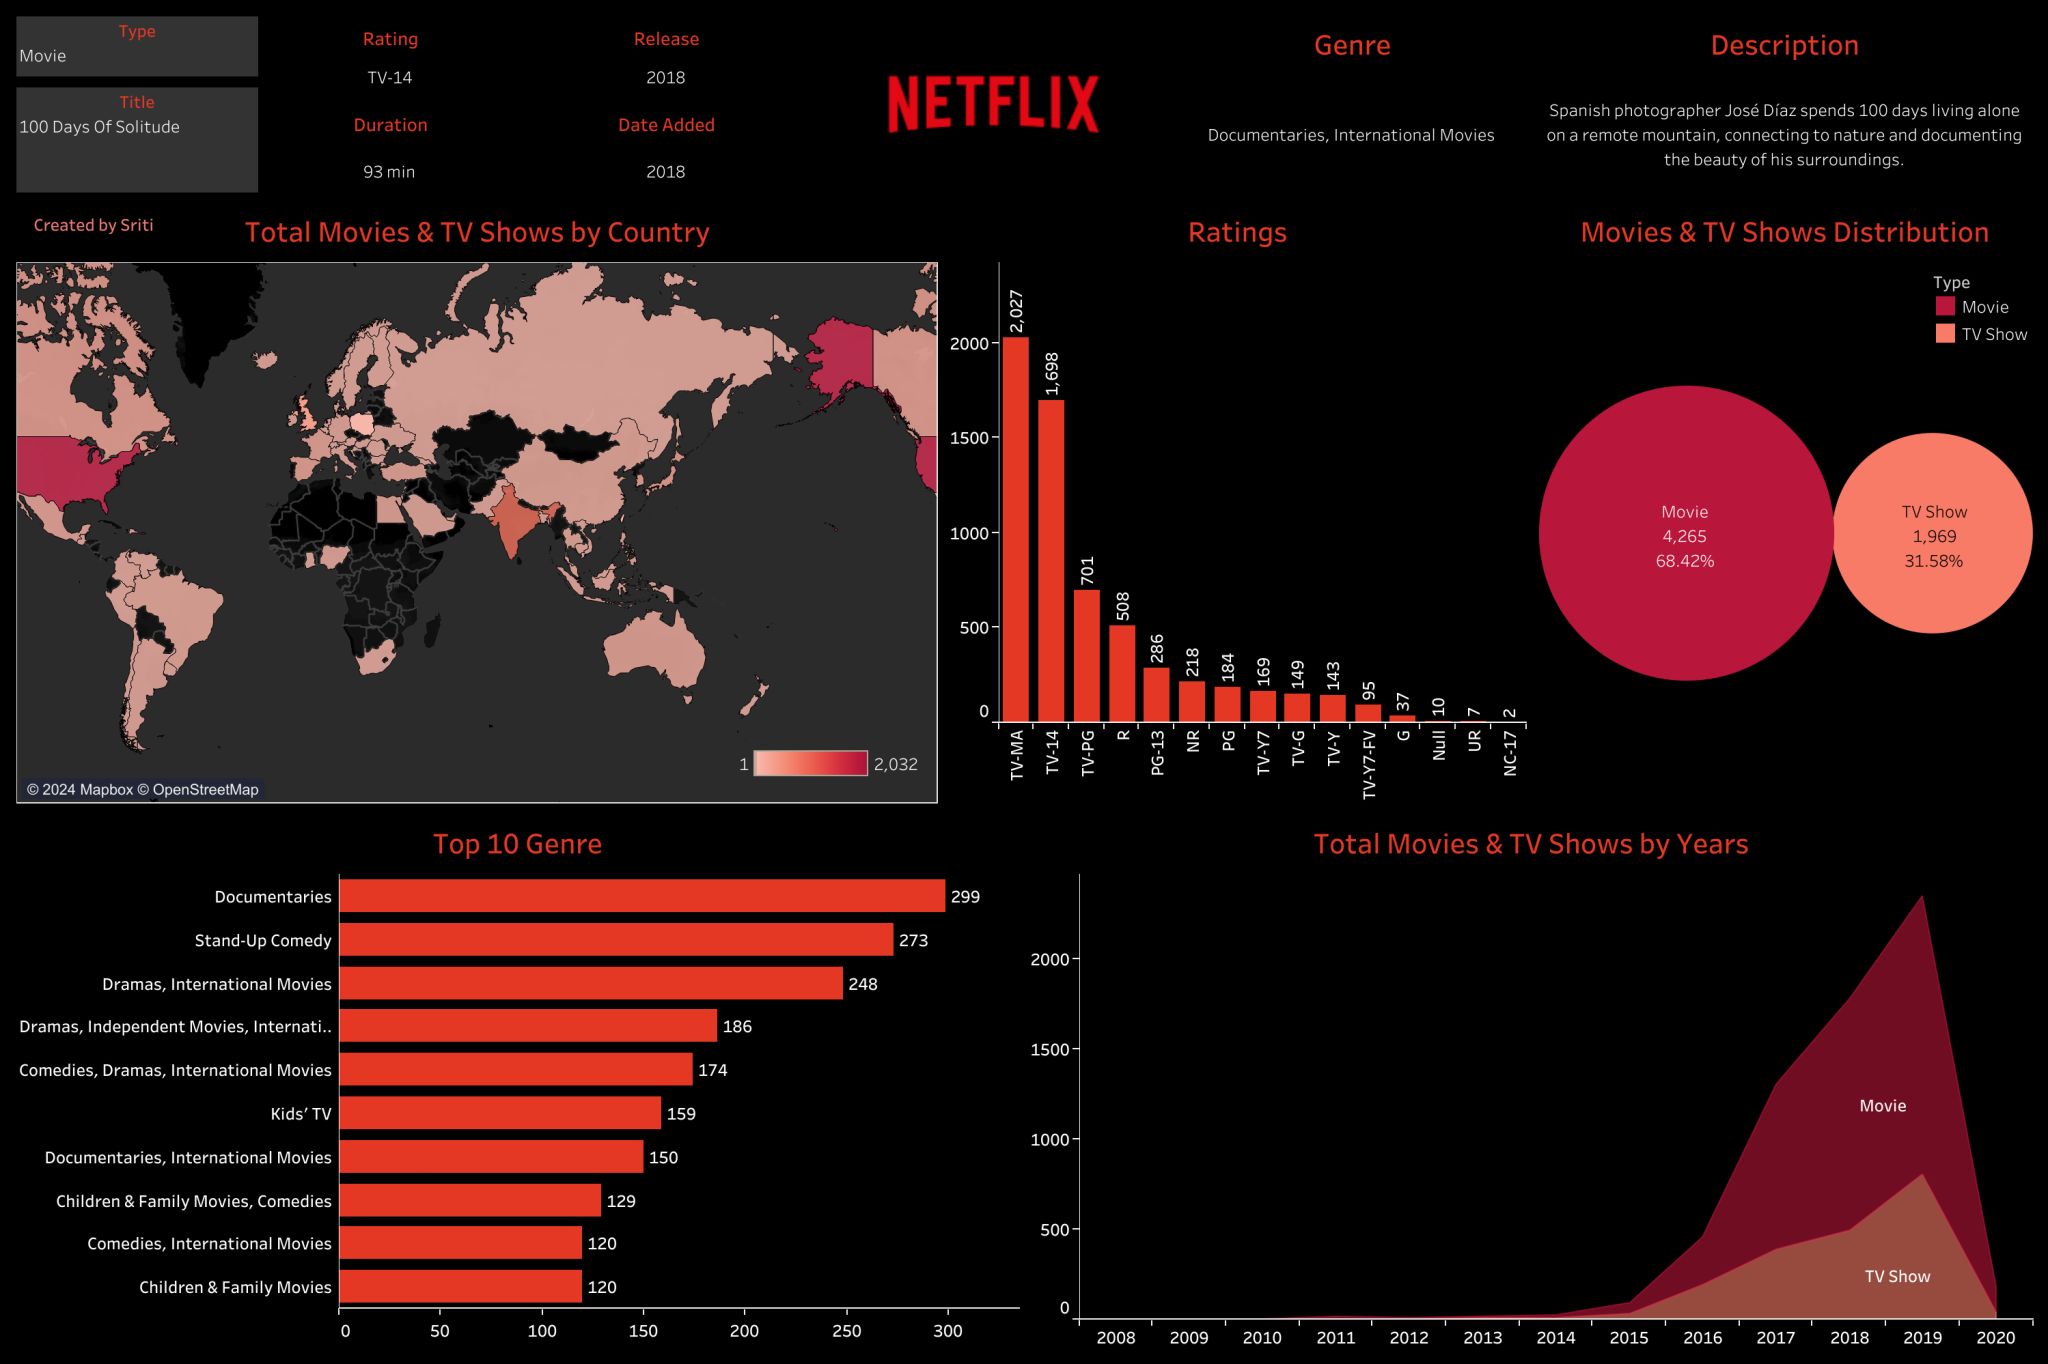 Type
Movie
Title
100 Days Of Solitude
Rating
TV-14
Release
2018
Duration
93 min
Date Added
2018
NETFLIX
Genre
Documentaries, International Movies
Description
Spanish photographer José Díaz spends 100 days living alone
on a remote mountain, connecting to nature and documenting
the beauty of his surroundings.
Created by Sriti
Total Movies & TV Shows by Country
1
2,032
© 2024 Mapbox © OpenStreetMap
Ratings
2000
1500
1000
500
0
2,027
1,698
701
508
286
218
184
169
149
143
95
37
10
7
2
TV-MA
TV-14
TV-PG
R
PG-13
NR
PG
TV-Y7
TV-G
TV-Y
TV-Y7-FV
G
Null
UR
NC-17
Movies & TV Shows Distribution
Type
Movie
TV Show
Movie
4,265
68.42%
TV Show
1,969
31.58%
Top 10 Genre
Documentaries 299
Stand-Up Comedy 273
Dramas, International Movies 248
Dramas, Independent Movies, Internati.. 186
Comedies, Dramas, International Movies 174
Kids' TV 159
Documentaries, International Movies 150
Children & Family Movies, Comedies 129
Comedies, International Movies 120
Children & Family Movies 120
0 50 100 150 200 250 300
Total Movies & TV Shows by Years
2000
1500
1000
500
0
Movie
TV Show
2008 2009 2010 2011 2012 2013 2014 2015 2016 2017 2018 2019 2020